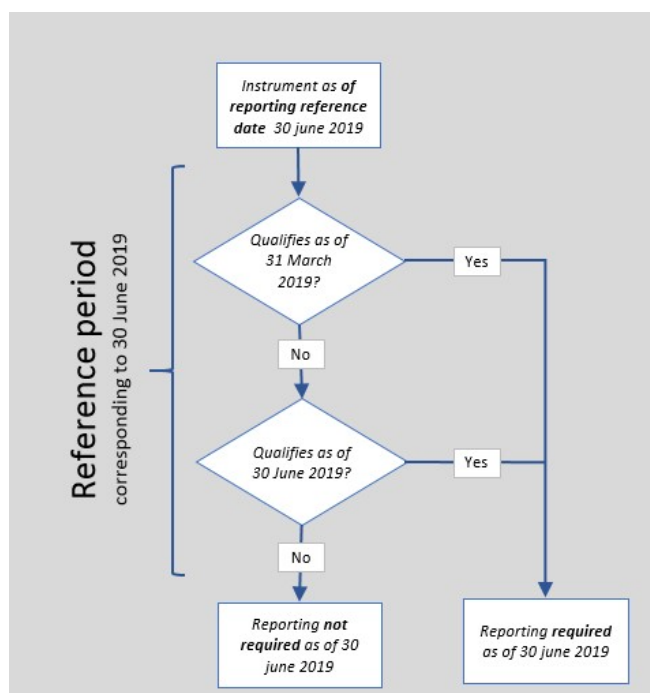 Instrument as of
reporting reference
date 30 june 2019
Reference period
corresponding to 30 June 2019
Qualifies as of
31 March
2019?
Yes
No
Qualifies as of
30 June 2019?
Yes
No
Reporting not
required as of 30
june 2019
Reporting required
as of 30 june 2019